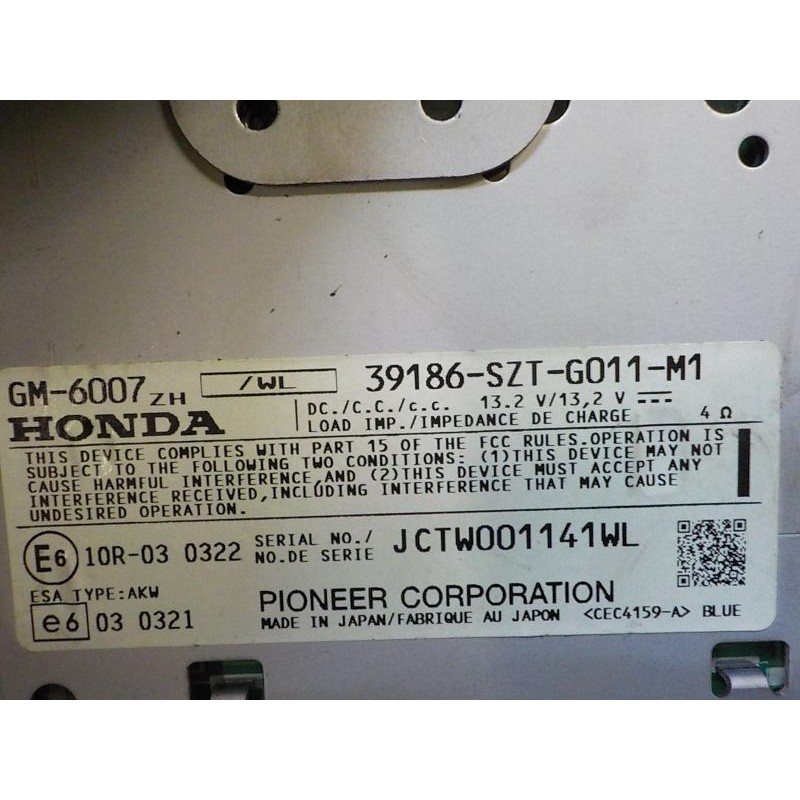 GM-6007 ZH /WL 39186-SZT-G011-M1
HONDA
DC./C.C./c.c. 13.2 V/13,2 V ⎓
LOAD IMP./IMPEDANCE DE CHARGE 4 Ω
THIS DEVICE COMPLIES WITH PART 15 OF THE FCC RULES.OPERATION IS
SUBJECT TO THE FOLLOWING TWO CONDITIONS: (1)THIS DEVICE MAY NOT
CAUSE HARMFUL INTERFERENCE,AND (2)THIS DEVICE MUST ACCEPT ANY
INTERFERENCE RECEIVED,INCLUDING INTERFERENCE THAT MAY CAUSE
UNDESIRED OPERATION.
E6 10R-03 0322
SERIAL NO./
NO.DE SERIE
JCTW001141WL
ESA TYPE:AKW
e6 03 0321
PIONEER CORPORATION
MADE IN JAPAN/FABRIQUE AU JAPON <CEC4159-A> BLUE